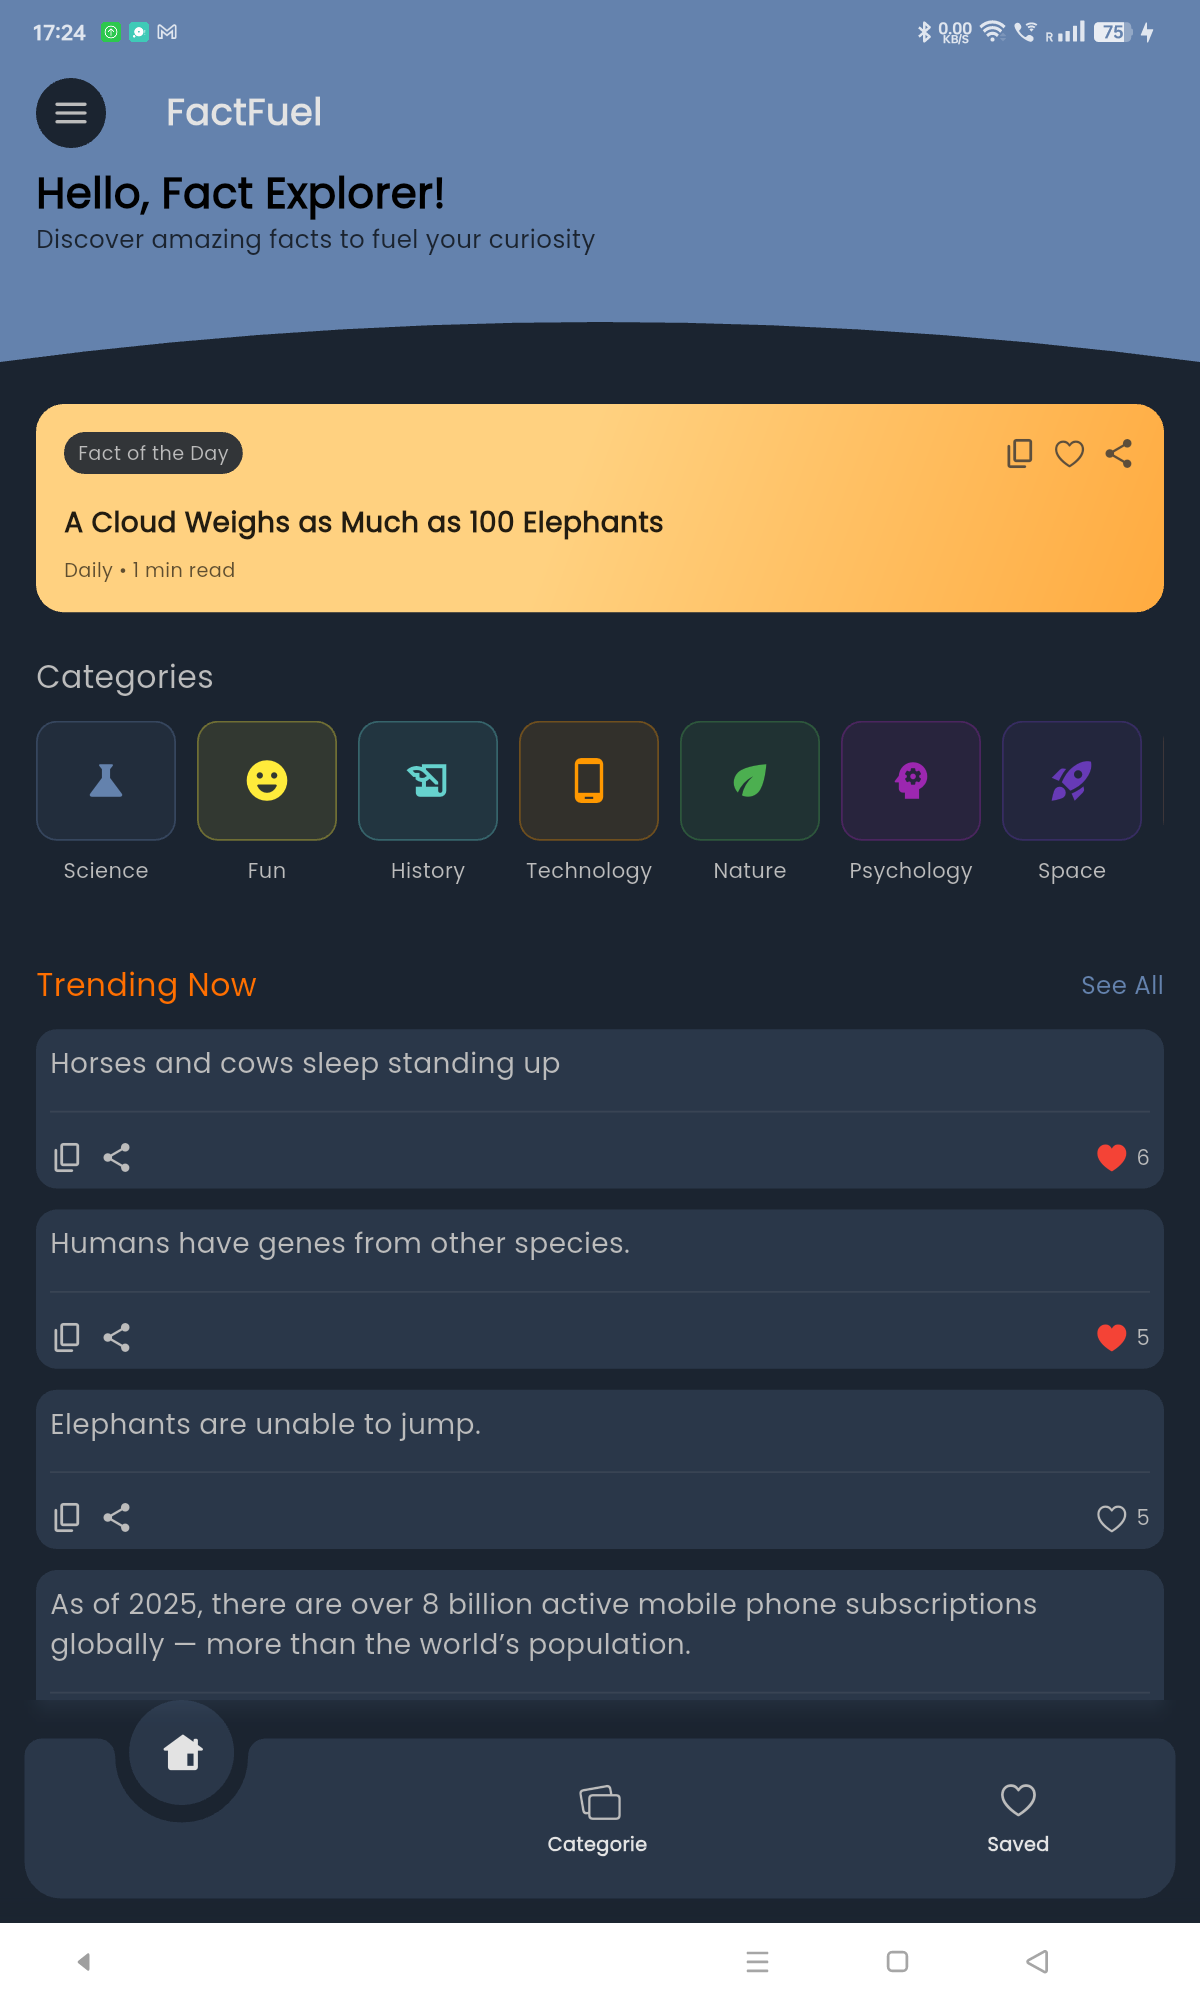 17:24
0.00
KB/S
R
75
FactFuel
Hello, Fact Explorer!
Discover amazing facts to fuel your curiosity
Fact of the Day
A Cloud Weighs as Much as 100 Elephants
Daily • 1 min read
Categories
Science
Fun
History
Technology
Nature
Psychology
Space
Trending Now
See All
Horses and cows sleep standing up
6
Humans have genes from other species.
5
Elephants are unable to jump.
5
As of 2025, there are over 8 billion active mobile phone subscriptions
globally — more than the world’s population.
Categorie
Saved